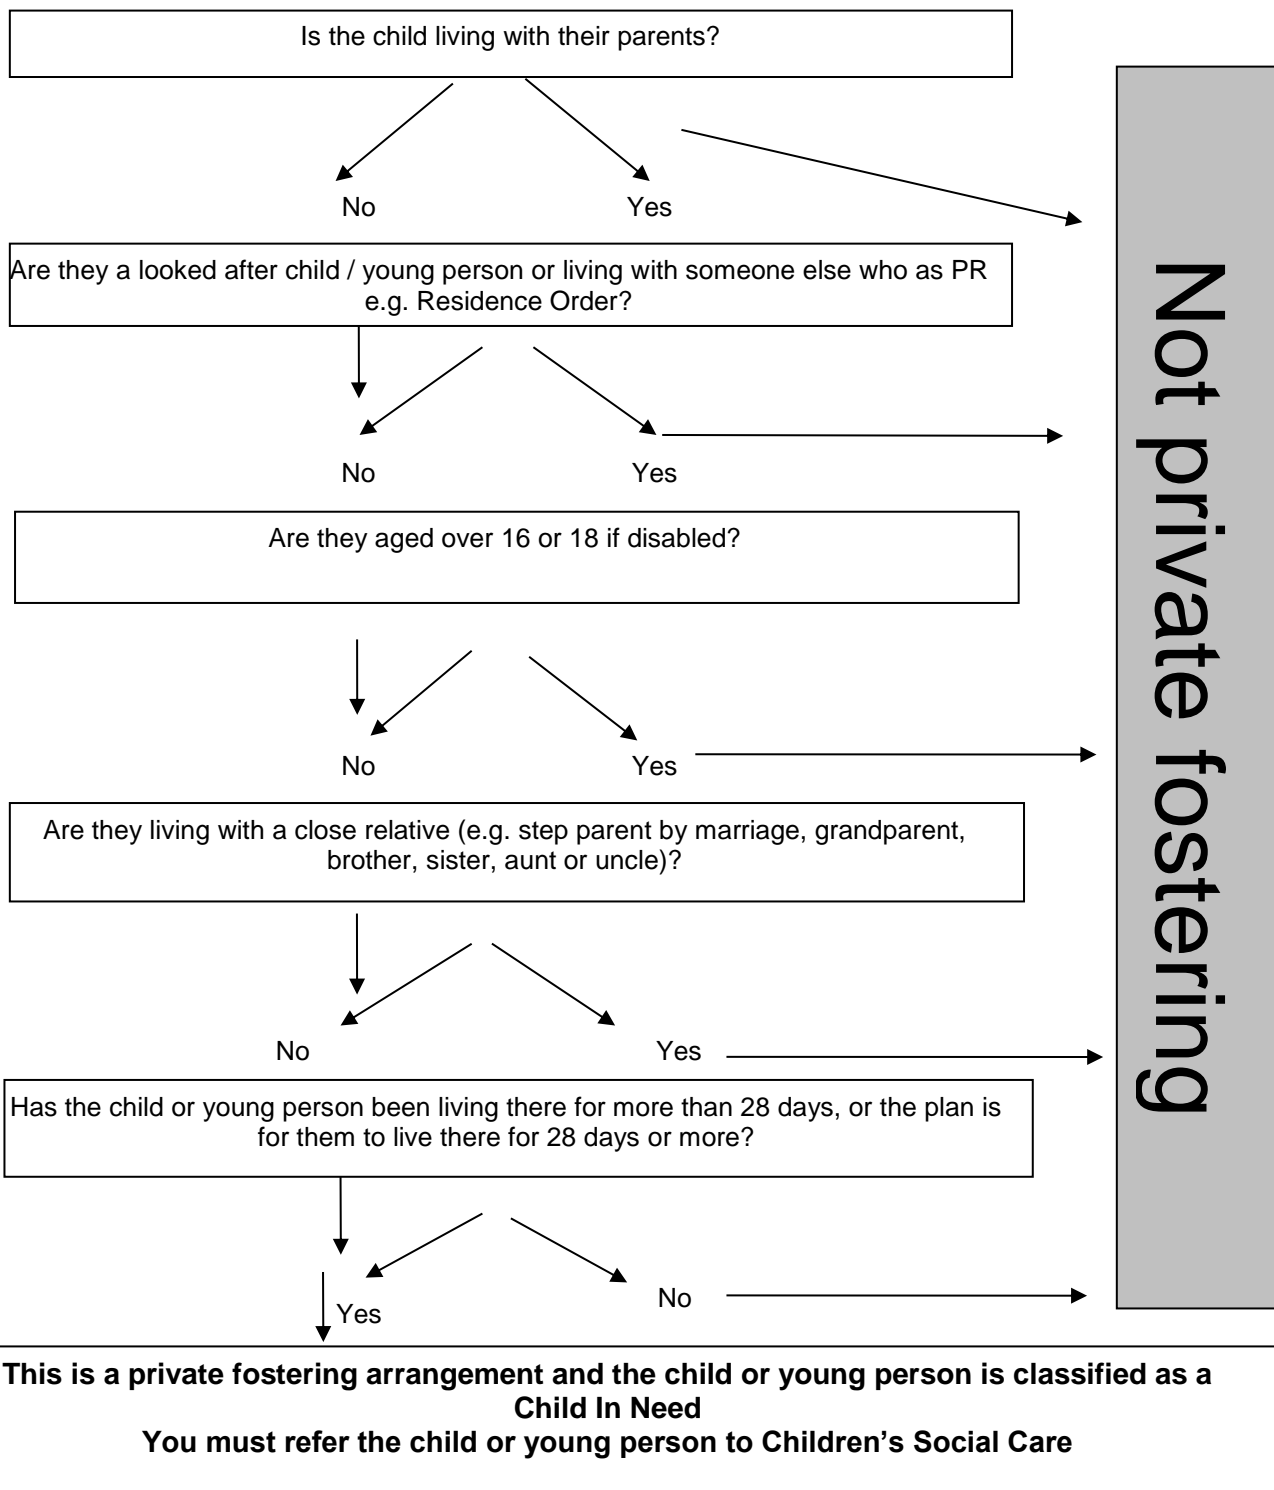 Is the child living with their parents?
No
Yes
Are they a looked after child / young person or living with someone else who as PR
e.g. Residence Order?
No
Yes
Are they aged over 16 or 18 if disabled?
No
Yes
Are they living with a close relative (e.g. step parent by marriage, grandparent,
brother, sister, aunt or uncle)?
No
Yes
Has the child or young person been living there for more than 28 days, or the plan is
for them to live there for 28 days or more?
Yes
No
Not private fostering
This is a private fostering arrangement and the child or young person is classified as a
Child In Need
You must refer the child or young person to Children’s Social Care